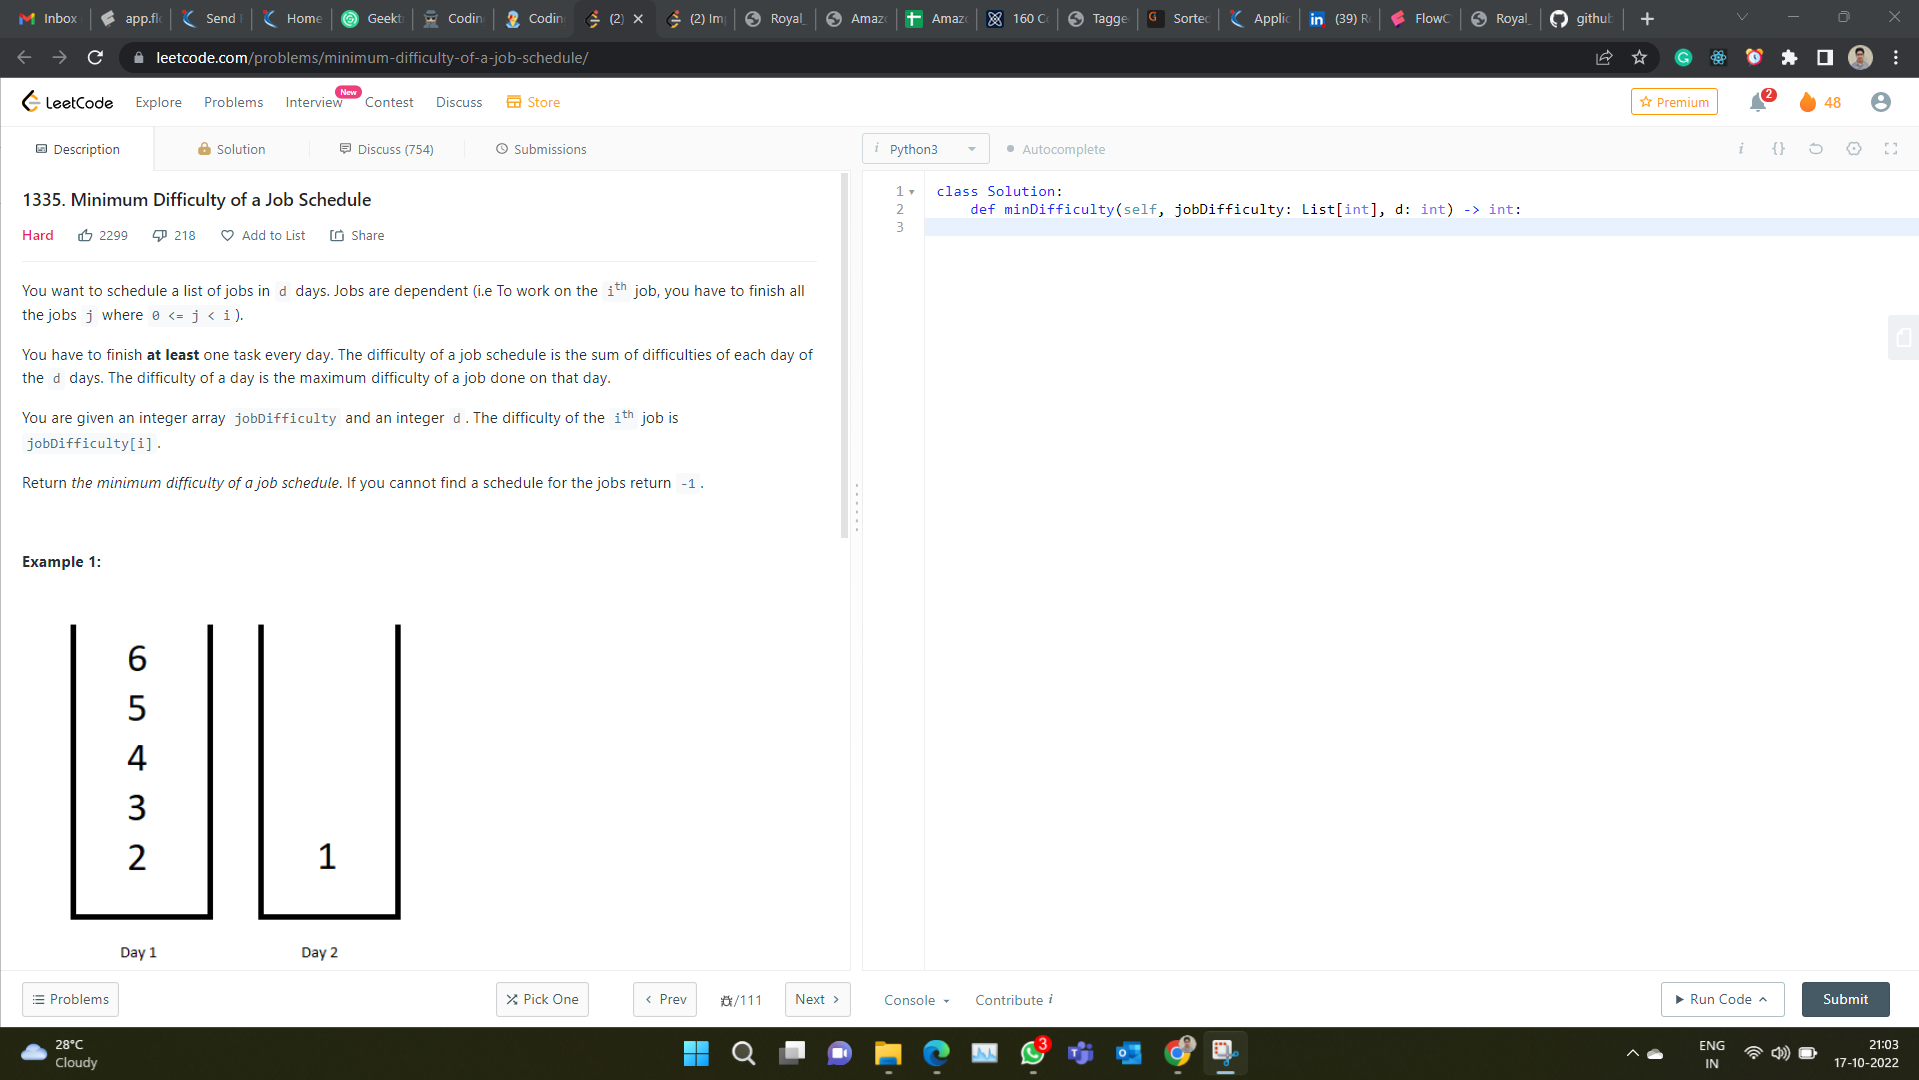 Inbox
app.fl
Send
Home
Geekt
Codin
Codin
(2)
(2) Im
Royal_
Amazo
Amazo
160 C
Tagge
Sorted
Applic
(39) R
FlowC
Royal_
github
leetcode.com/problems/minimum-difficulty-of-a-job-schedule/
LeetCode
Explore
Problems
Interview
New
Contest
Discuss
Store
Premium
2
48
Description
Solution
Discuss (754)
Submissions
i Python3
Autocomplete
i {}
1335. Minimum Difficulty of a Job Schedule
Hard 2299 218 Add to List Share
You want to schedule a list of jobs in d days. Jobs are dependent (i.e To work on the ith job, you have to finish all
the jobs j where 0 <= j < i ).
You have to finish at least one task every day. The difficulty of a job schedule is the sum of difficulties of each day of
the d days. The difficulty of a day is the maximum difficulty of a job done on that day.
You are given an integer array jobDifficulty and an integer d . The difficulty of the ith job is
jobDifficulty[i] .
Return the minimum difficulty of a job schedule. If you cannot find a schedule for the jobs return -1 .
Example 1:
6
5
4
3
2
1
Day 1
Day 2
1 class Solution:
2 def minDifficulty(self, jobDifficulty: List[int], d: int) -> int:
3
Problems
Pick One
< Prev
/111
Next >
Console
Contribute i
Run Code
Submit
28°C
Cloudy
3
ENG
IN
21:03
17-10-2022